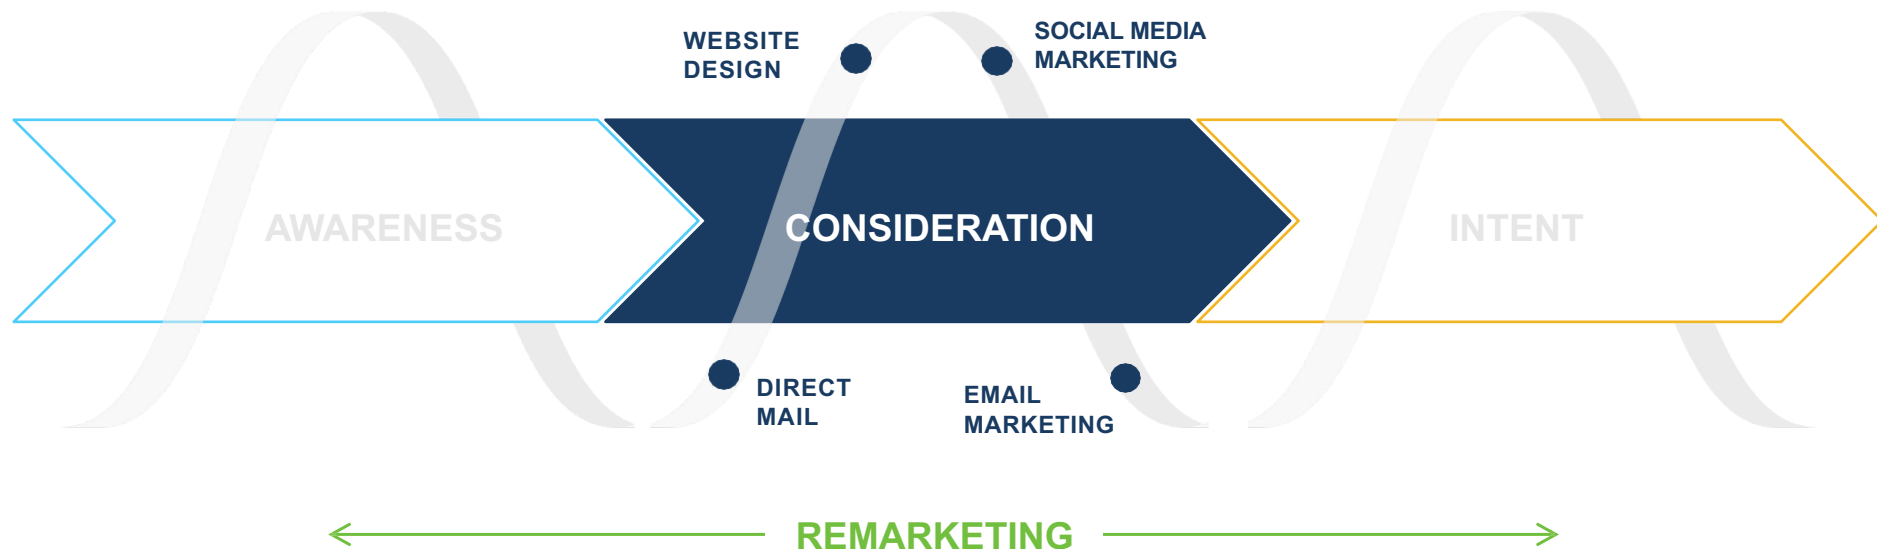 WEBSITE
DESIGN
SOCIAL MEDIA
MARKETING
AWARENESS
CONSIDERATION
INTENT
DIRECT
MAIL
EMAIL
MARKETING
REMARKETING